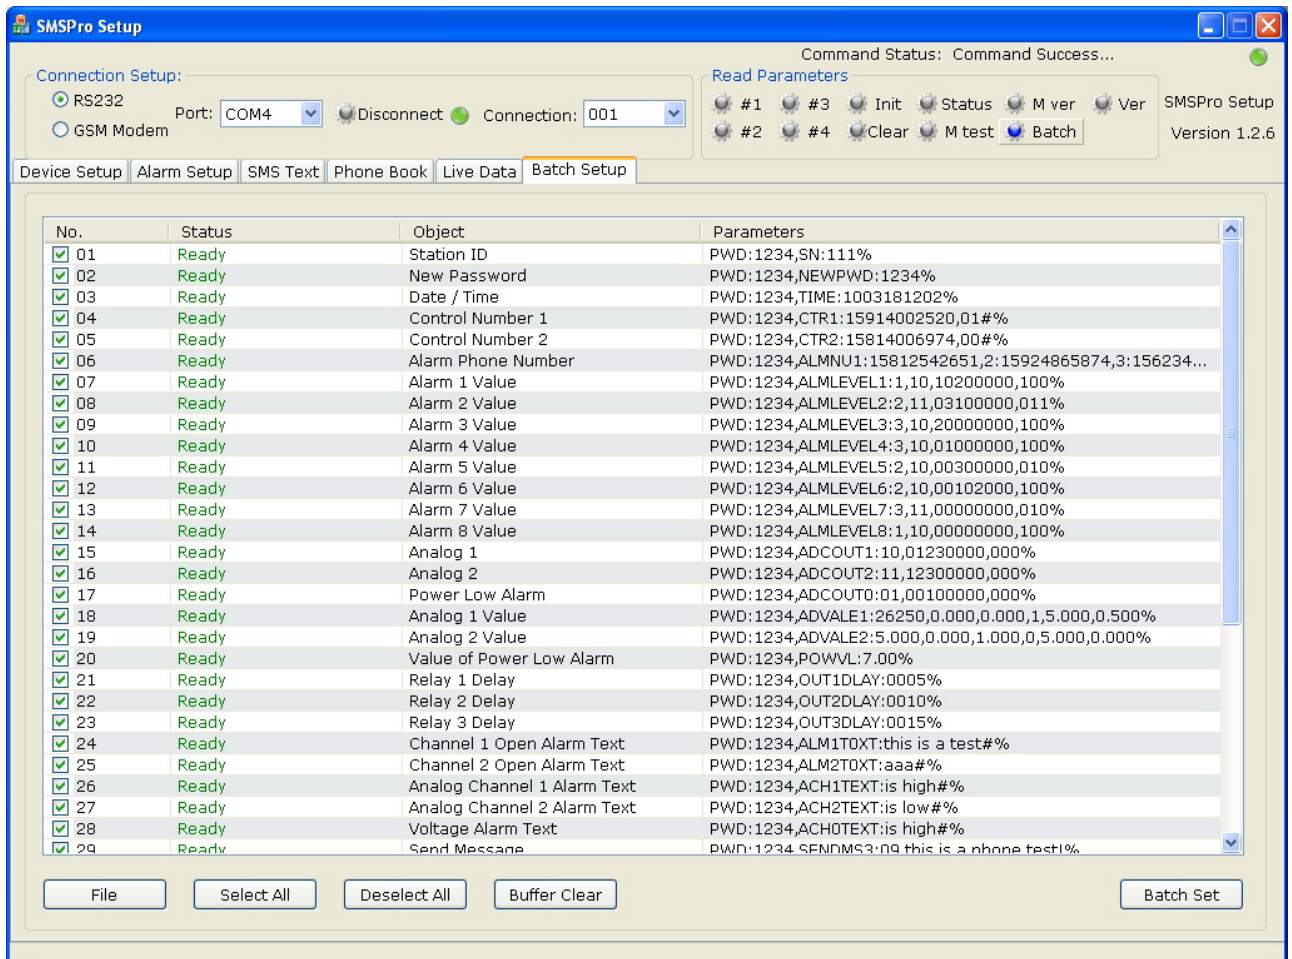 SMSPro Setup
Command Status: Command Success...
Connection Setup:
Read Parameters
RS232
Port: COM4 Disconnect Connection: 001
GSM Modem
#1 #3 Init Status M ver Ver
#2 #4 Clear M test Batch
SMSPro Setup
Version 1.2.6
Device Setup Alarm Setup SMS Text Phone Book Live Data Batch Setup
No. Status Object Parameters
01 Ready Station ID PWD:1234,SN:111%
02 Ready New Password PWD:1234,NEWPWD:1234%
03 Ready Date / Time PWD:1234,TIME:1003181202%
04 Ready Control Number 1 PWD:1234,CTR1:15914002520,01#%
05 Ready Control Number 2 PWD:1234,CTR2:15814006974,00#%
06 Ready Alarm Phone Number PWD:1234,ALMNU1:15812542651,2:15924865874,3:156234...
07 Ready Alarm 1 Value PWD:1234,ALMLEVEL1:1,10,10200000,100%
08 Ready Alarm 2 Value PWD:1234,ALMLEVEL2:2,11,03100000,011%
09 Ready Alarm 3 Value PWD:1234,ALMLEVEL3:3,10,20000000,100%
10 Ready Alarm 4 Value PWD:1234,ALMLEVEL4:3,10,01000000,100%
11 Ready Alarm 5 Value PWD:1234,ALMLEVEL5:2,10,00300000,010%
12 Ready Alarm 6 Value PWD:1234,ALMLEVEL6:2,10,00102000,100%
13 Ready Alarm 7 Value PWD:1234,ALMLEVEL7:3,11,00000000,010%
14 Ready Alarm 8 Value PWD:1234,ALMLEVEL8:1,10,00000000,100%
15 Ready Analog 1 PWD:1234,ADCOUT1:10,01230000,000%
16 Ready Analog 2 PWD:1234,ADCOUT2:11,12300000,000%
17 Ready Power Low Alarm PWD:1234,ADCOUT0:01,00100000,000%
18 Ready Analog 1 Value PWD:1234,ADVALE1:26250,0.000,0.000,1,5.000,0.500%
19 Ready Analog 2 Value PWD:1234,ADVALE2:5.000,0.000,1.000,0,5.000,0.000%
20 Ready Value of Power Low Alarm PWD:1234,POWVL:7.00%
21 Ready Relay 1 Delay PWD:1234,OUT1DLAY:0005%
22 Ready Relay 2 Delay PWD:1234,OUT2DLAY:0010%
23 Ready Relay 3 Delay PWD:1234,OUT3DLAY:0015%
24 Ready Channel 1 Open Alarm Text PWD:1234,ALM1T0XT:this is a test#%
25 Ready Channel 2 Open Alarm Text PWD:1234,ALM2T0XT:aaa#%
26 Ready Analog Channel 1 Alarm Text PWD:1234,ACH1TEXT:is high#%
27 Ready Analog Channel 2 Alarm Text PWD:1234,ACH2TEXT:is low#%
28 Ready Voltage Alarm Text PWD:1234,ACH0TEXT:is high#%
29 Ready Send Message PWD:1234,SENDMS3:09,this is a phone test!%
File Select All Deselect All Buffer Clear Batch Set